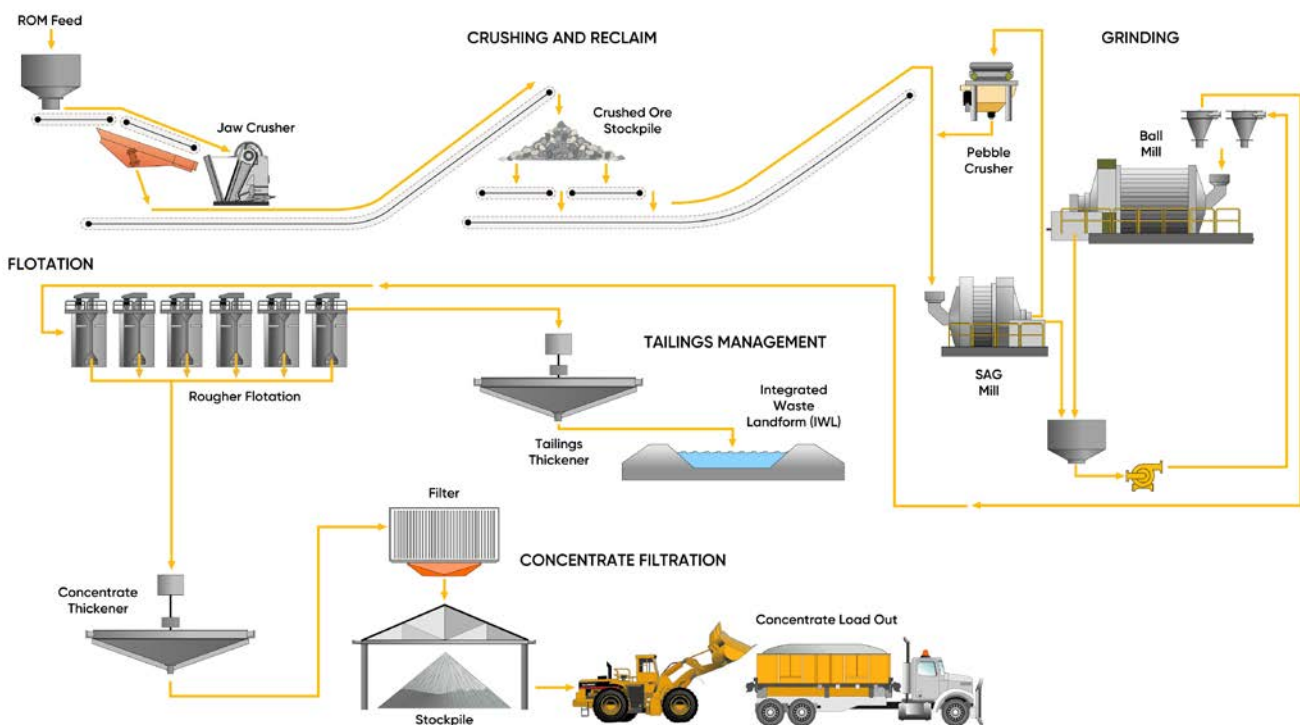 ROM Feed
CRUSHING AND RECLAIM
GRINDING
Jaw Crusher
Crushed Ore
Stockpile
Pebble
Crusher
Ball
Mill
FLOTATION
Rougher Flotation
TAILINGS MANAGEMENT
SAG
Mill
Integrated
Waste
Landform (IWL)
Tailings
Thickener
Filter
CONCENTRATE FILTRATION
Concentrate
Thickener
Concentrate Load Out
Stockpile